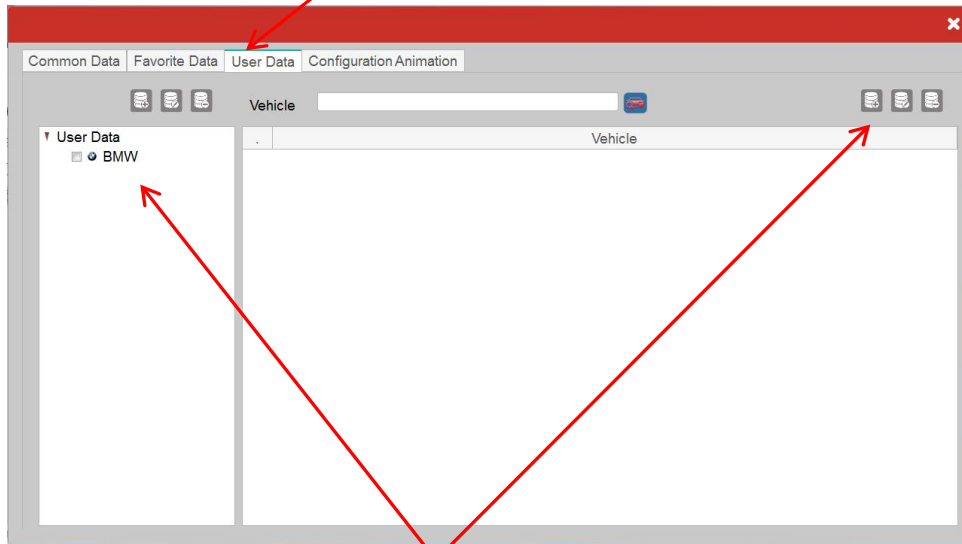 Common Data Favorite Data User Data Configuration Animation
Vehicle
User Data
. Vehicle
BMW